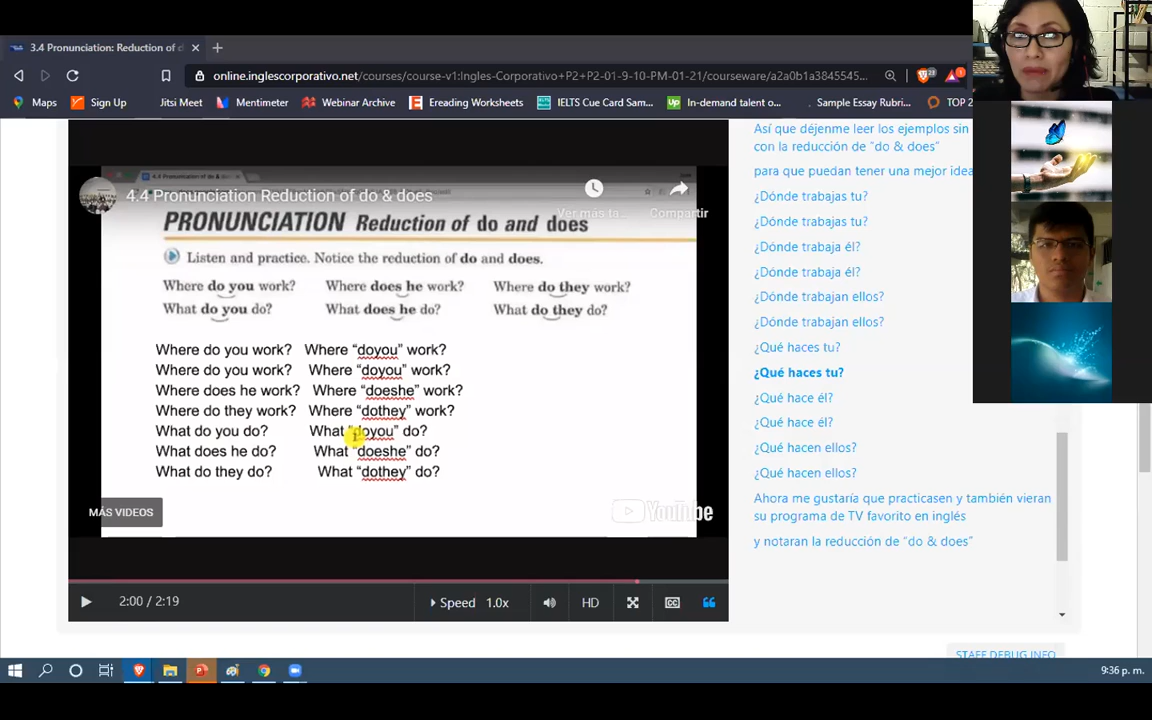 3.4 Pronunciation: Reduction of d
online.inglescorporativo.net/courses/course-v1:Ingles-Corporativo+P2+P2-01-9-10-PM-01-21/courseware/a2a0b1a3845545...
Maps
Sign Up
Jitsi Meet
Mentimeter
Webinar Archive
Ereading Worksheets
IELTS Cue Card Sam...
In-demand talent o...
Sample Essay Rubri...
TOP 2
4.4 Pronunciation Reduction of do & does
Ver más ta...
Compartir
PRONUNCIATION Reduction of do and does
Listen and practice. Notice the reduction of do and does.
Where do you work? Where does he work? Where do they work?
What do you do? What does he do? What do they do?
Where do you work? Where “doyou” work?
Where do you work? Where “doyou” work?
Where does he work? Where “doeshe” work?
Where do they work? Where “dothey” work?
What do you do? What “doyou” do?
What does he do? What “doeshe” do?
What do they do? What “dothey” do?
MÁS VIDEOS
YouTube
2:00 / 2:19
Speed 1.0x
HD
CC
Así que déjenme leer los ejemplos sin
con la reducción de “do & does”
para que puedan tener una mejor idea
¿Dónde trabajas tu?
¿Dónde trabajas tu?
¿Dónde trabaja él?
¿Dónde trabaja él?
¿Dónde trabajan ellos?
¿Dónde trabajan ellos?
¿Qué haces tu?
¿Qué haces tu?
¿Qué hace él?
¿Qué hace él?
¿Qué hacen ellos?
¿Qué hacen ellos?
Ahora me gustaría que practicasen y también vieran
su programa de TV favorito en inglés
y notaran la reducción de “do & does”
STAFF DEBUG INFO
9:36 p. m.